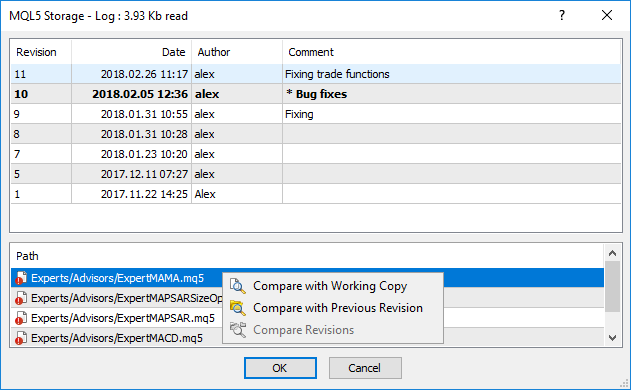 MQL5 Storage - Log : 3.93 Kb read
Revision Date Author Comment
11 2018.02.26 11:17 alex Fixing trade functions
10 2018.02.05 12:36 alex * Bug fixes
9 2018.01.31 10:55 alex Fixing
8 2018.01.31 10:28 alex
7 2018.01.23 10:20 alex
5 2017.12.11 07:27 alex
1 2017.11.22 14:25 Alex
Path
Experts/Advisors/ExpertMAMA.mq5
Compare with Working Copy
Experts/Advisors/ExpertMAPSARSizeOp
Compare with Previous Revision
Experts/Advisors/ExpertMAPSAR.mq5
Compare Revisions
Experts/Advisors/ExpertMACD.mq5
OK Cancel